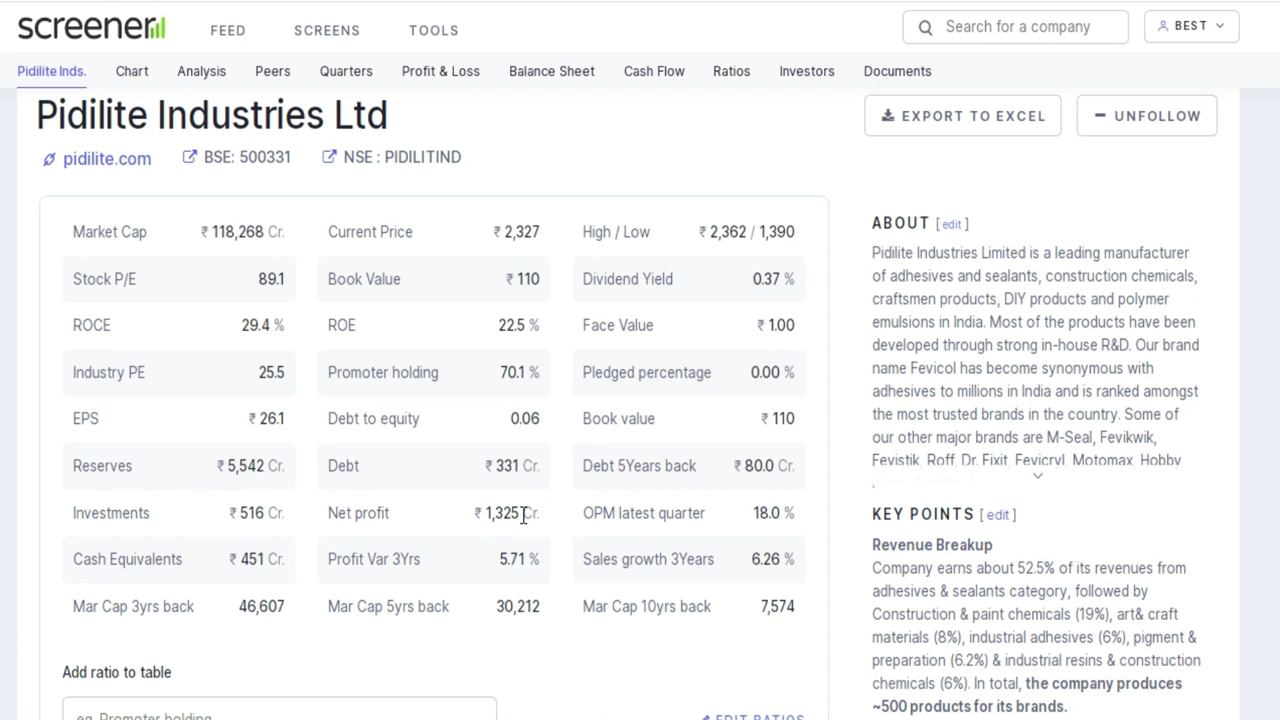 screener FEED SCREENS TOOLS Search for a company BEST
Pidilite Inds. Chart Analysis Peers Quarters Profit & Loss Balance Sheet Cash Flow Ratios Investors Documents
Pidilite Industries Ltd
EXPORT TO EXCEL UNFOLLOW
pidilite.com BSE: 500331 NSE : PIDILITIND
Market Cap ₹ 118,268 Cr. Current Price ₹ 2,327 High / Low ₹ 2,362 / 1,390
Stock P/E 89.1 Book Value ₹ 110 Dividend Yield 0.37 %
ROCE 29.4 % ROE 22.5 % Face Value ₹ 1.00
Industry PE 25.5 Promoter holding 70.1 % Pledged percentage 0.00 %
EPS ₹ 26.1 Debt to equity 0.06 Book value ₹ 110
Reserves ₹ 5,542 Cr. Debt ₹ 331 Cr. Debt 5Years back ₹ 80.0 Cr.
Investments ₹ 516 Cr. Net profit ₹ 1,325 Cr. OPM latest quarter 18.0 %
Cash Equivalents ₹ 451 Cr. Profit Var 3Yrs 5.71 % Sales growth 3Years 6.26 %
Mar Cap 3yrs back 46,607 Mar Cap 5yrs back 30,212 Mar Cap 10yrs back 7,574
Add ratio to table
eg. Promoter holding
EDIT RATIOS
ABOUT [ edit ]
Pidilite Industries Limited is a leading manufacturer
of adhesives and sealants, construction chemicals,
craftsmen products, DIY products and polymer
emulsions in India. Most of the products have been
developed through strong in-house R&D. Our brand
name Fevicol has become synonymous with
adhesives to millions in India and is ranked amongst
the most trusted brands in the country. Some of
our other major brands are M-Seal, Fevikwik,
Fevistik, Roff, Dr. Fixit, Fevicryl, Motomax, Hobby
KEY POINTS [ edit ]
Revenue Breakup
Company earns about 52.5% of its revenues from
adhesives & sealants category, followed by
Construction & paint chemicals (19%), art& craft
materials (8%), industrial adhesives (6%), pigment &
preparation (6.2%) & industrial resins & construction
chemicals (6%). In total, the company produces
~500 products for its brands.